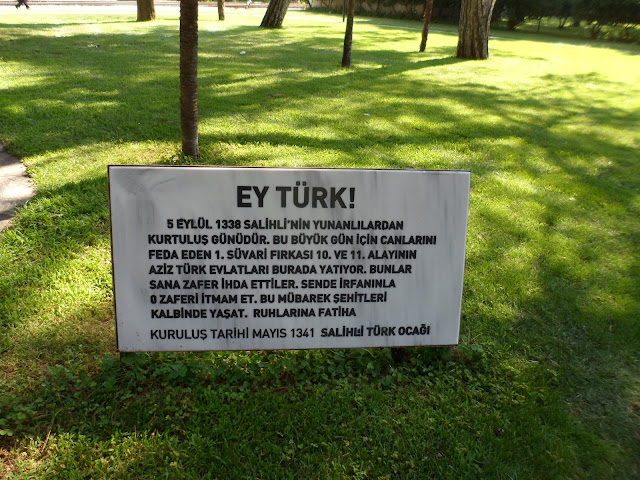 EY TÜRK!
5 EYLÜL 1338 SALİHLİ'NİN YUNANLILARDAN
KURTULUŞ GÜNÜDÜR. BU BÜYÜK GÜN İÇİN CANLARINI
FEDA EDEN 1. SÜVARİ FIRKASI 10. VE 11. ALAYININ
AZİZ TÜRK EVLATLARI BURADA YATIYOR. BUNLAR
SANA ZAFER İHDA ETTİLER. SENDE İRFANINLA
O ZAFERİ İTMAM ET. BU MÜBAREK ŞEHİTLERİ
KALBİNDE YAŞAT. RUHLARINA FATİHA
KURULUŞ TARİHİ MAYIS 1341 SALİHLİ TÜRK OCAĞI